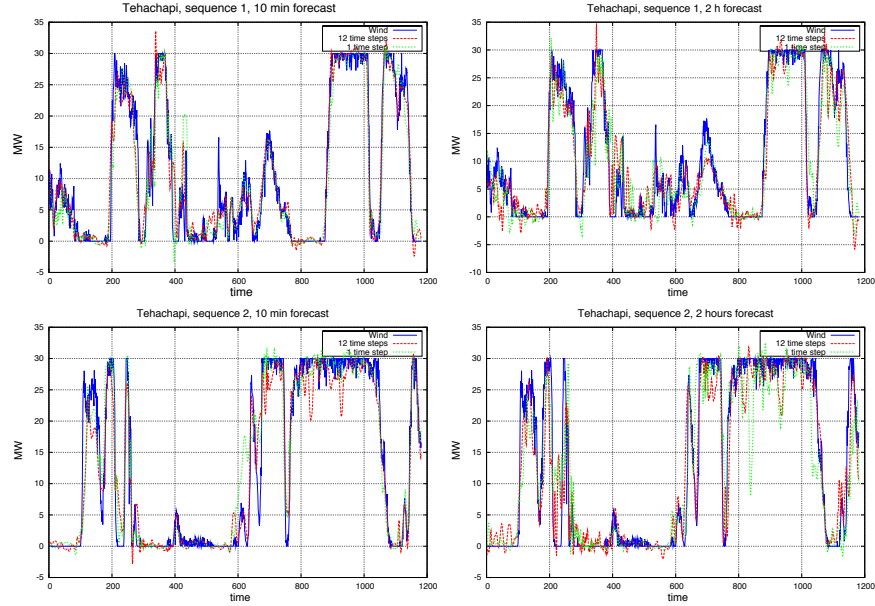 Tehachapi, sequence 1, 10 min forecast
35
30
25
20
15
10
5
0
-5
MW
0 200 400 600 800 1000 1200
time
Wind
12 time steps
1 time step
Tehachapi, sequence 1, 2 h forecast
35
30
25
20
15
10
5
0
-5
-10
MW
0 200 400 600 800 1000 1200
time
Wind
12 time steps
1 time step
Tehachapi, sequence 2, 10 min forecast
35
30
25
20
15
10
5
0
-5
MW
0 200 400 600 800 1000 1200
time
Wind
12 time steps
1 time step
Tehachapi, sequence 2, 2 hours forecast
35
30
25
20
15
10
5
0
-5
MW
0 200 400 600 800 1000 1200
time
Wind
12 time steps
1 time step